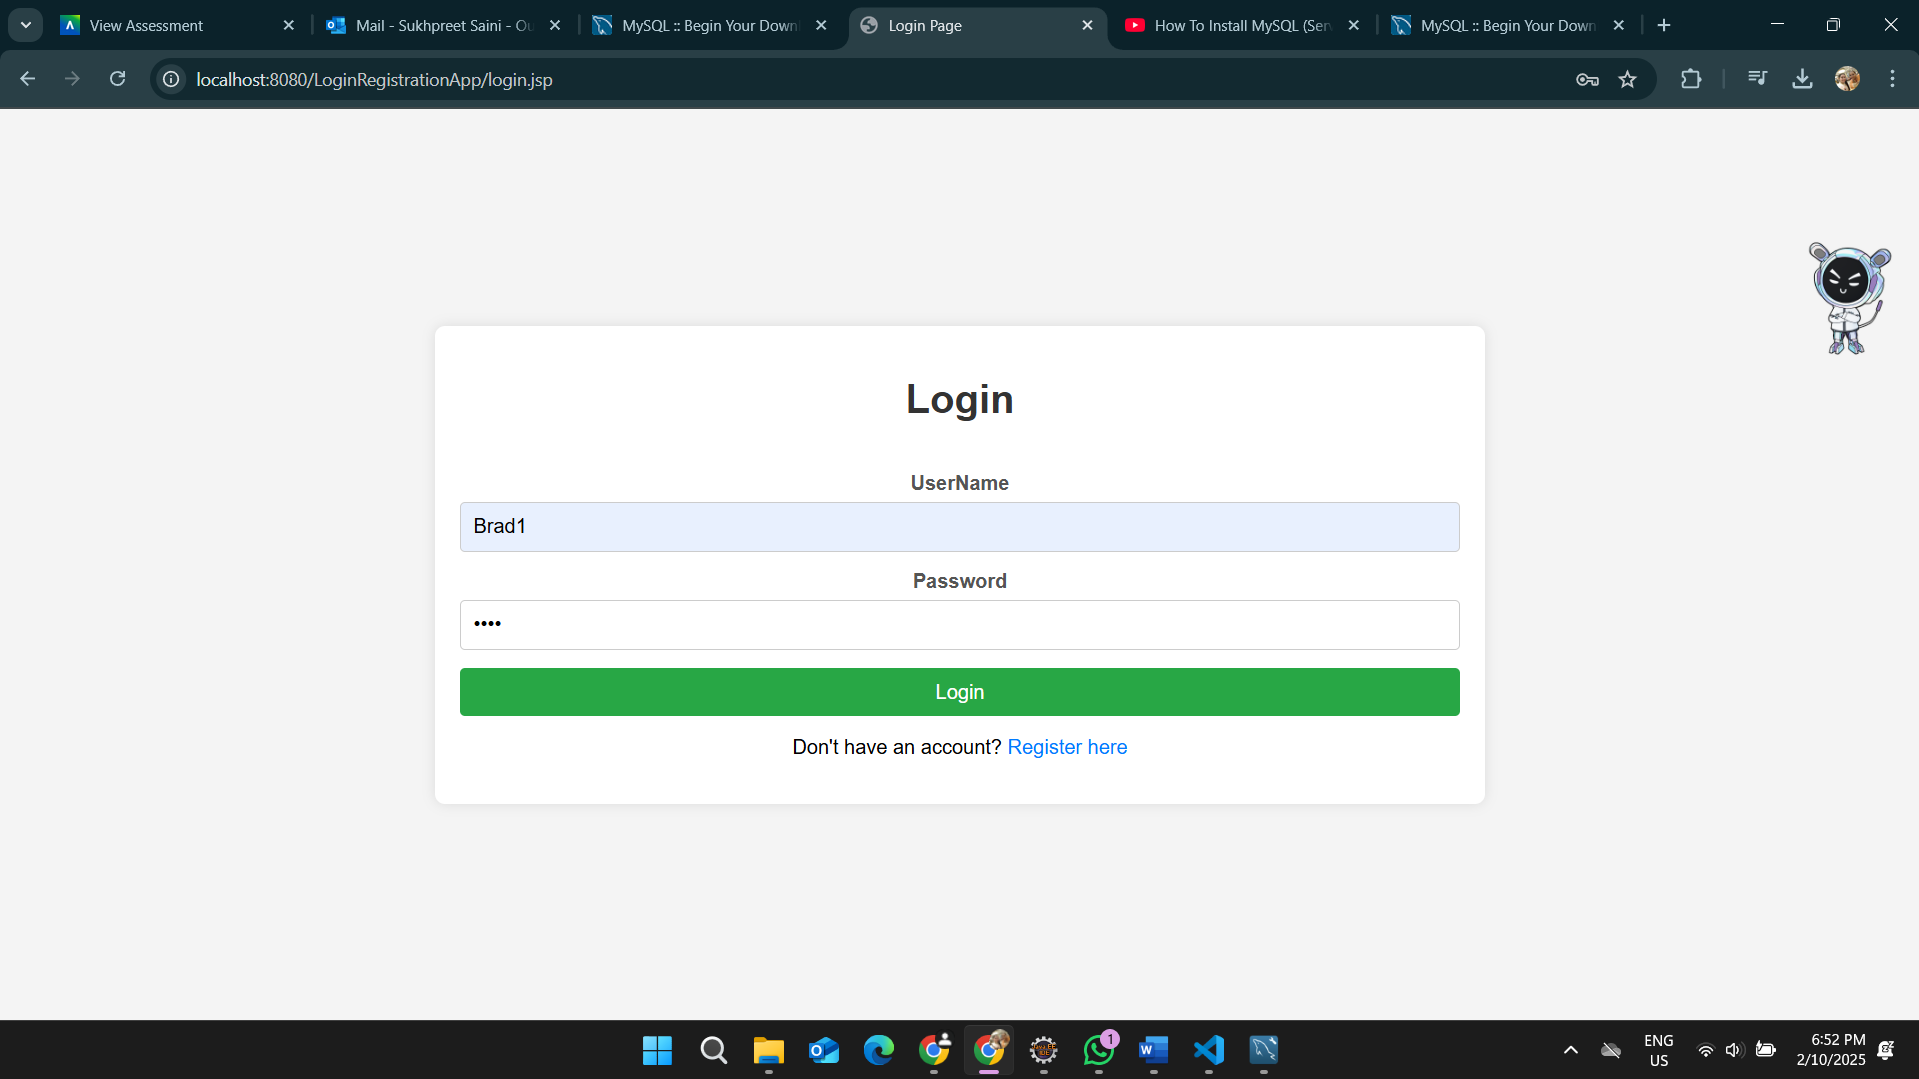 View Assessment
Mail - Sukhpreet Saini - Ou
MySQL :: Begin Your Down
Login Page
How To Install MySQL (Serv
MySQL :: Begin Your Down
localhost:8080/LoginRegistrationApp/login.jsp
Login
UserName
Brad1
Password
••••
Login
Don't have an account? Register here
1
ENG
US
6:52 PM
2/10/2025